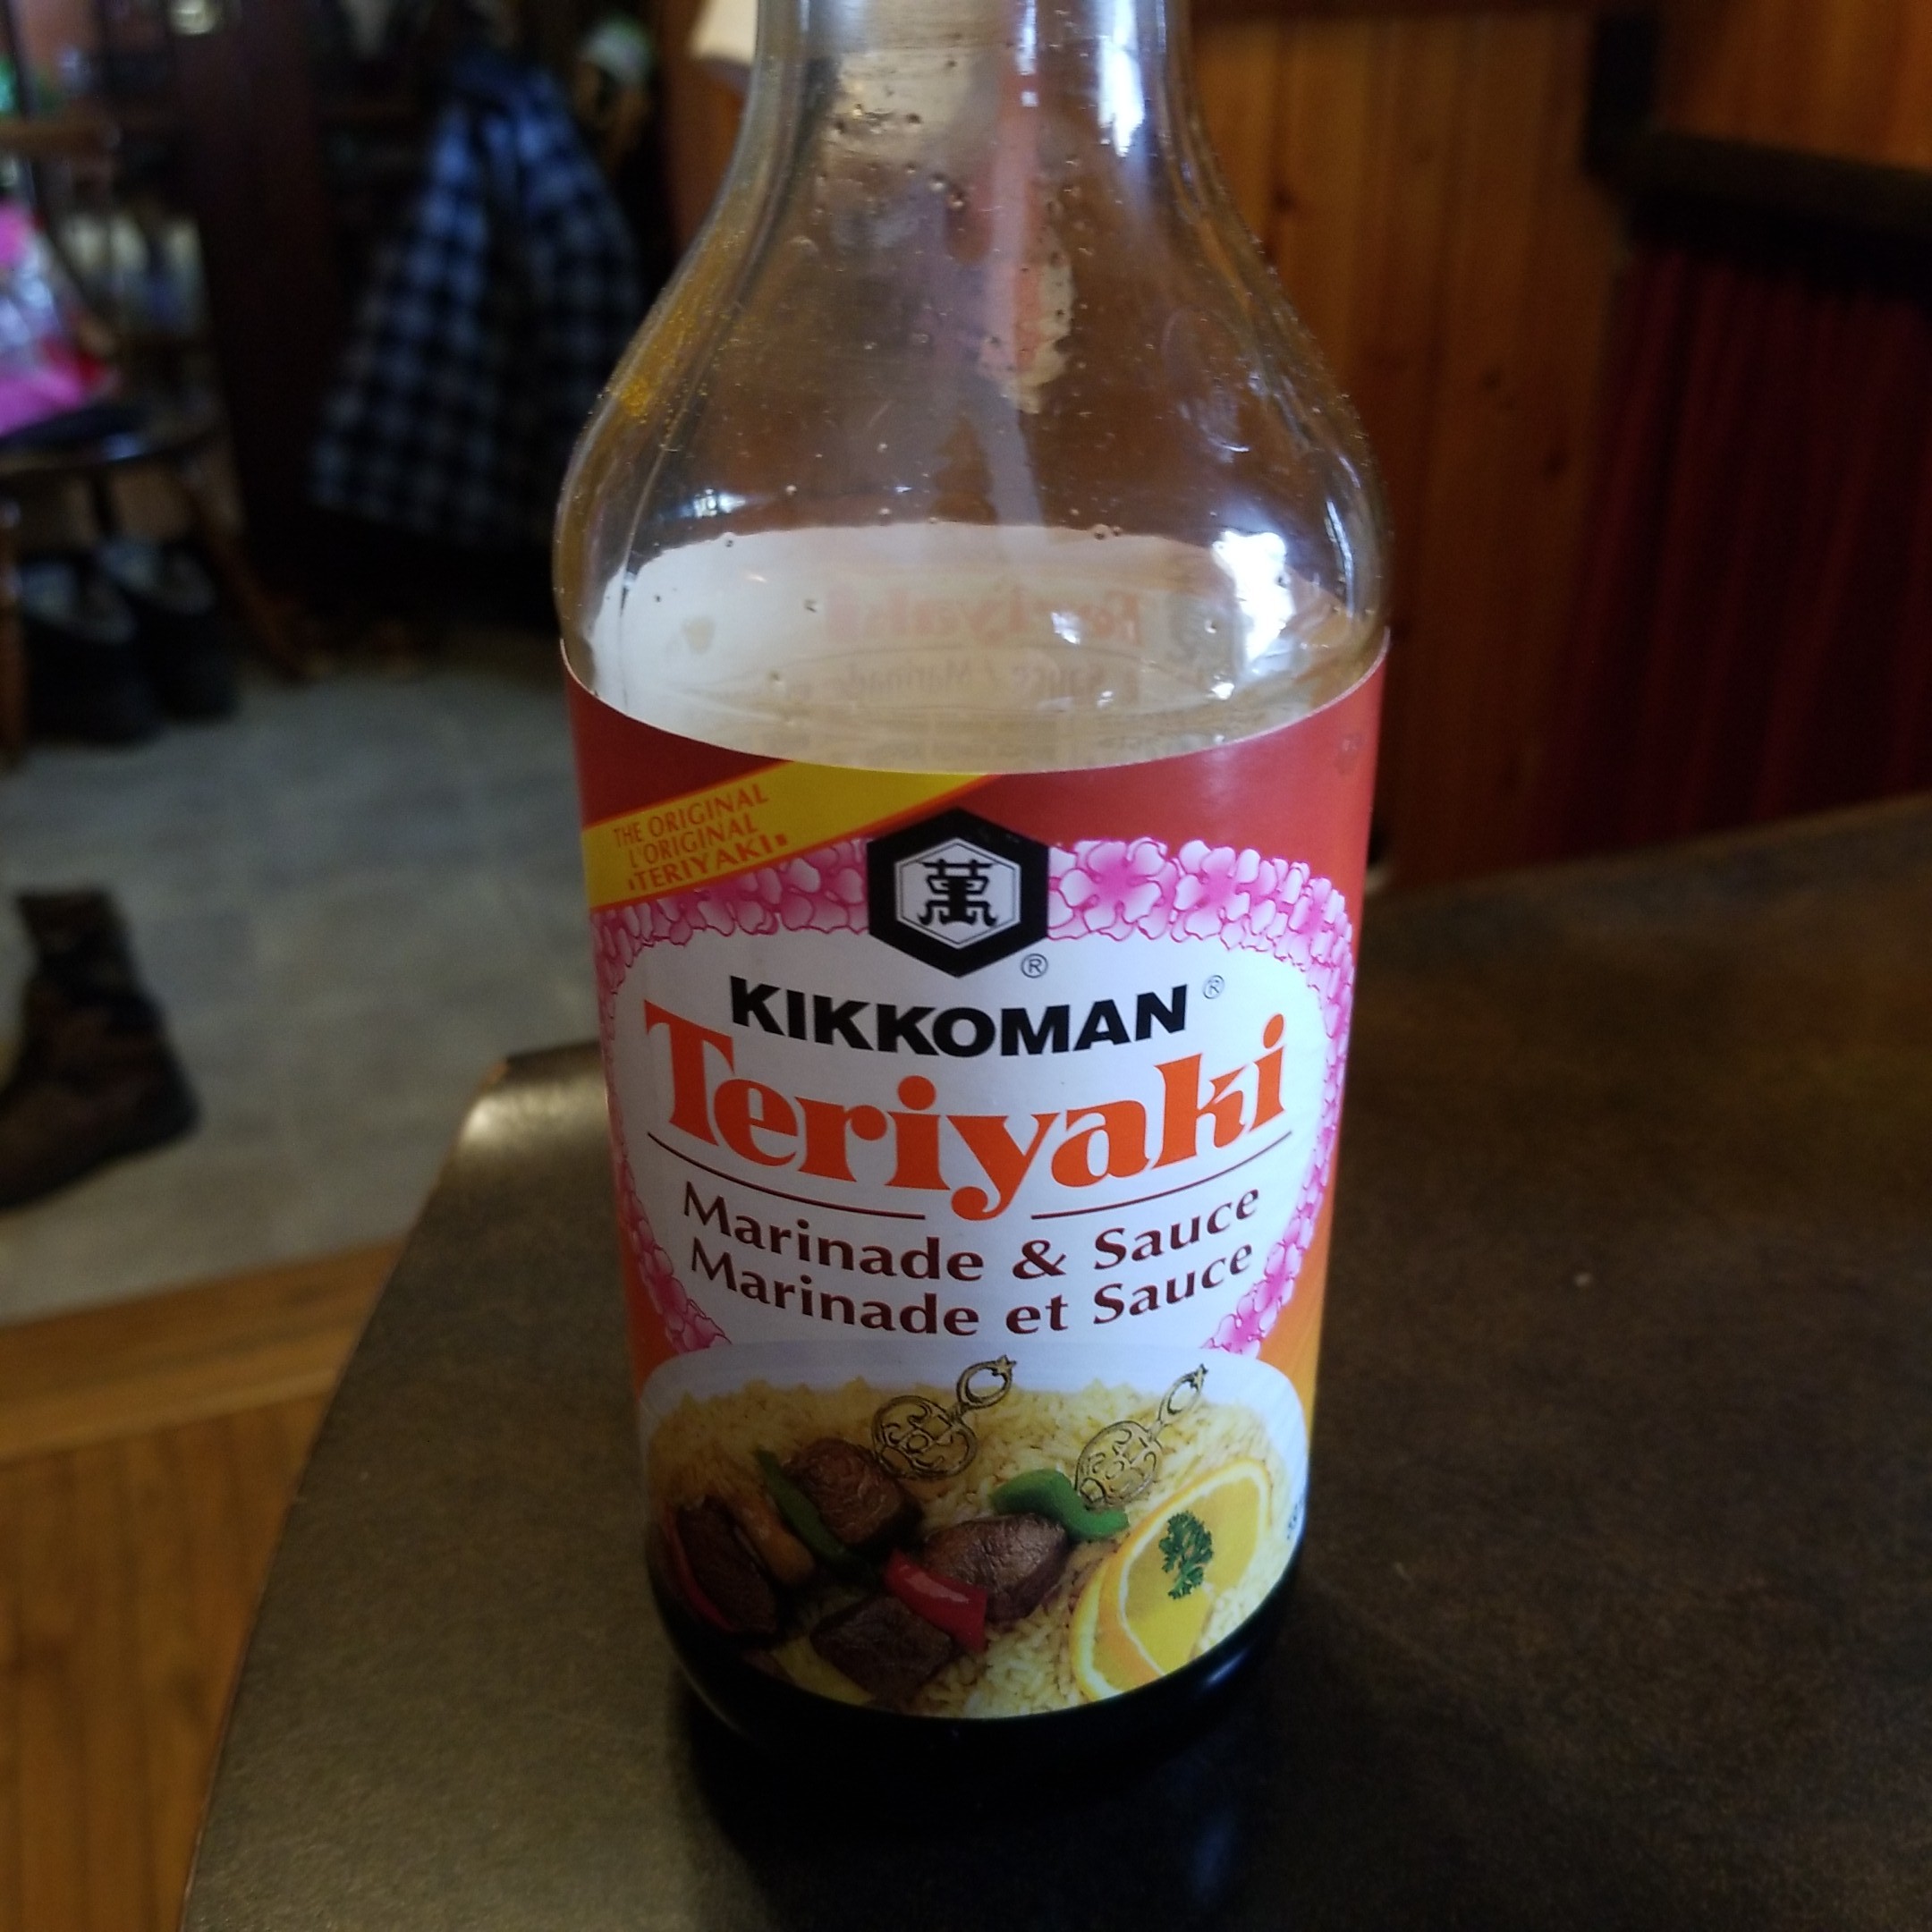 THE ORIGINAL
L'ORIGINAL
TERIYAKI
萬
®
KIKKOMAN ®
Teriyaki
Marinade & Sauce
Marinade et Sauce